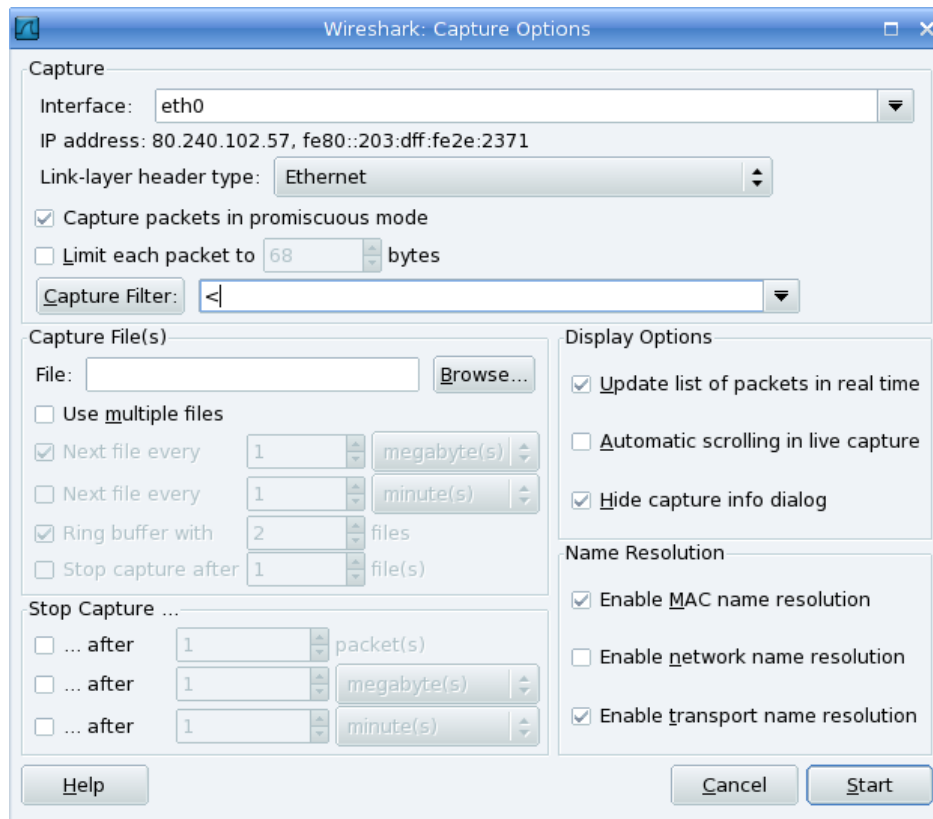 Wireshark: Capture Options
Capture
Interface: eth0
IP address: 80.240.102.57, fe80::203:dff:fe2e:2371
Link-layer header type: Ethernet
Capture packets in promiscuous mode
Limit each packet to 68 bytes
Capture Filter: <
Capture File(s)
File: Browse...
Use multiple files
Next file every 1 megabyte(s)
Next file every 1 minute(s)
Ring buffer with 2 files
Stop capture after 1 file(s)
Stop Capture ...
... after 1 packet(s)
... after 1 megabyte(s)
... after 1 minute(s)
Display Options
Update list of packets in real time
Automatic scrolling in live capture
Hide capture info dialog
Name Resolution
Enable MAC name resolution
Enable network name resolution
Enable transport name resolution
Help Cancel Start